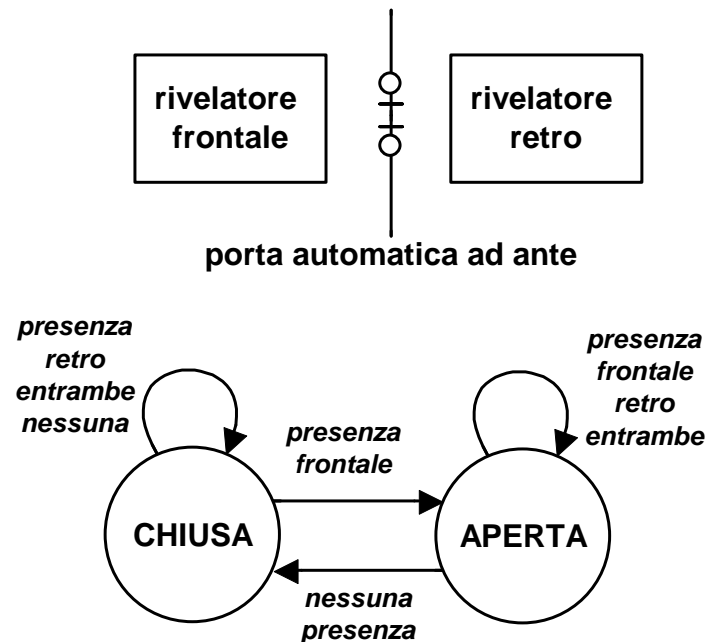 rivelatore
frontale
rivelatore
retro
porta automatica ad ante
presenza
retro
entrambe
nessuna
presenza
frontale
presenza
frontale
retro
entrambe
CHIUSA
APERTA
nessuna
presenza